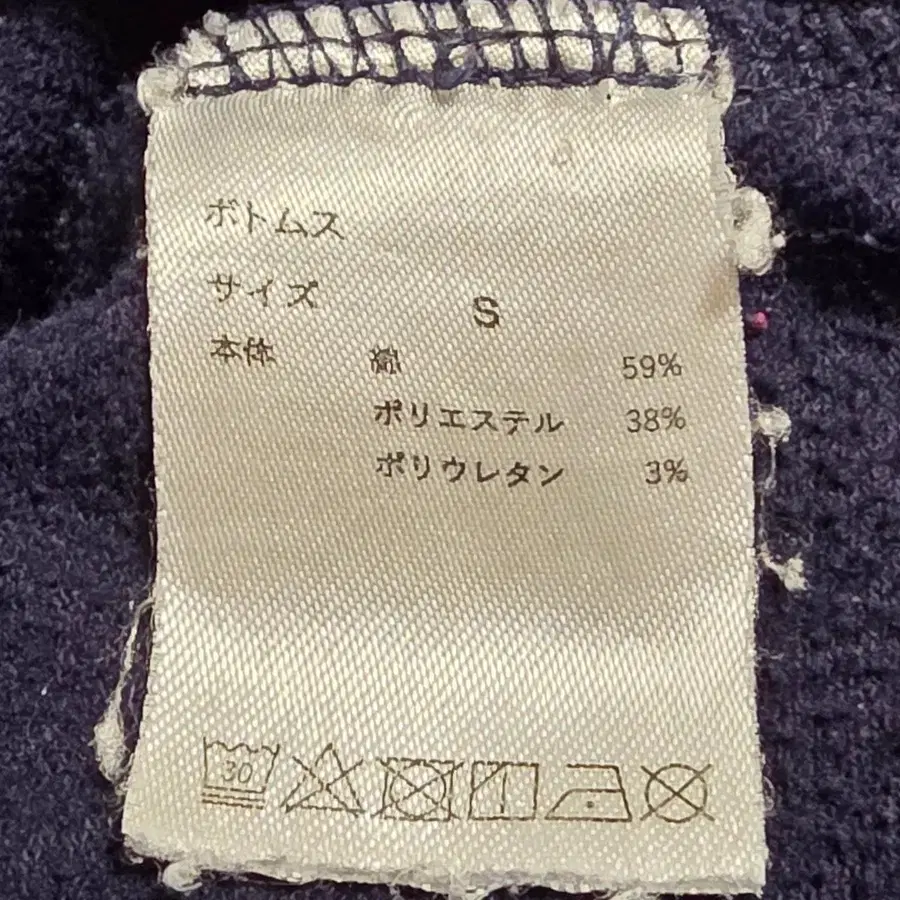 ボトムス
サイズ S
本体 綿 59%
ポリエステル 38%
ポリウレタン 3%
30